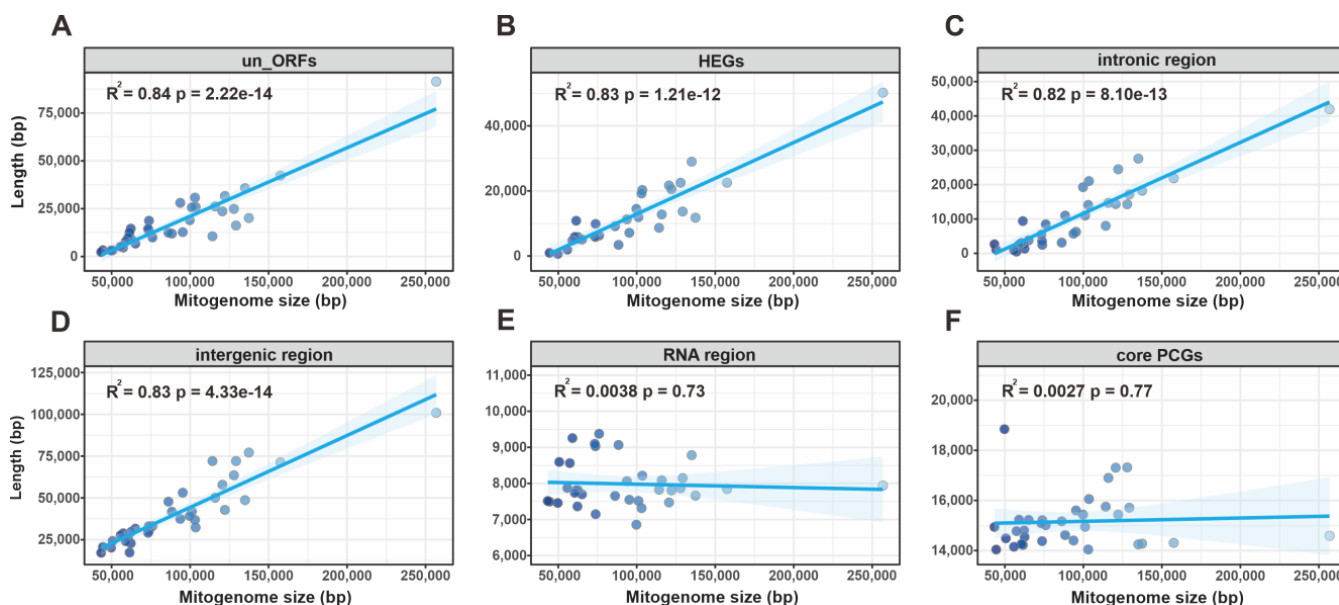 A
un_ORFs
R² = 0.84 p = 2.22e-14
75,000
50,000
25,000
0
Length (bp)
50,000 100,000 150,000 200,000 250,000
Mitogenome size (bp)
B
HEGs
R² = 0.83 p = 1.21e-12
40,000
20,000
0
50,000 100,000 150,000 200,000 250,000
Mitogenome size (bp)
C
intronic region
R² = 0.82 p = 8.10e-13
50,000
40,000
30,000
20,000
10,000
0
50,000 100,000 150,000 200,000 250,000
Mitogenome size (bp)
D
intergenic region
R² = 0.83 p = 4.33e-14
125,000
100,000
75,000
50,000
25,000
Length (bp)
50,000 100,000 150,000 200,000 250,000
Mitogenome size (bp)
E
RNA region
R² = 0.0038 p = 0.73
11,000
10,000
9,000
8,000
7,000
6,000
50,000 100,000 150,000 200,000 250,000
Mitogenome size (bp)
F
core PCGs
R² = 0.0027 p = 0.77
20,000
18,000
16,000
14,000
50,000 100,000 150,000 200,000 250,000
Mitogenome size (bp)